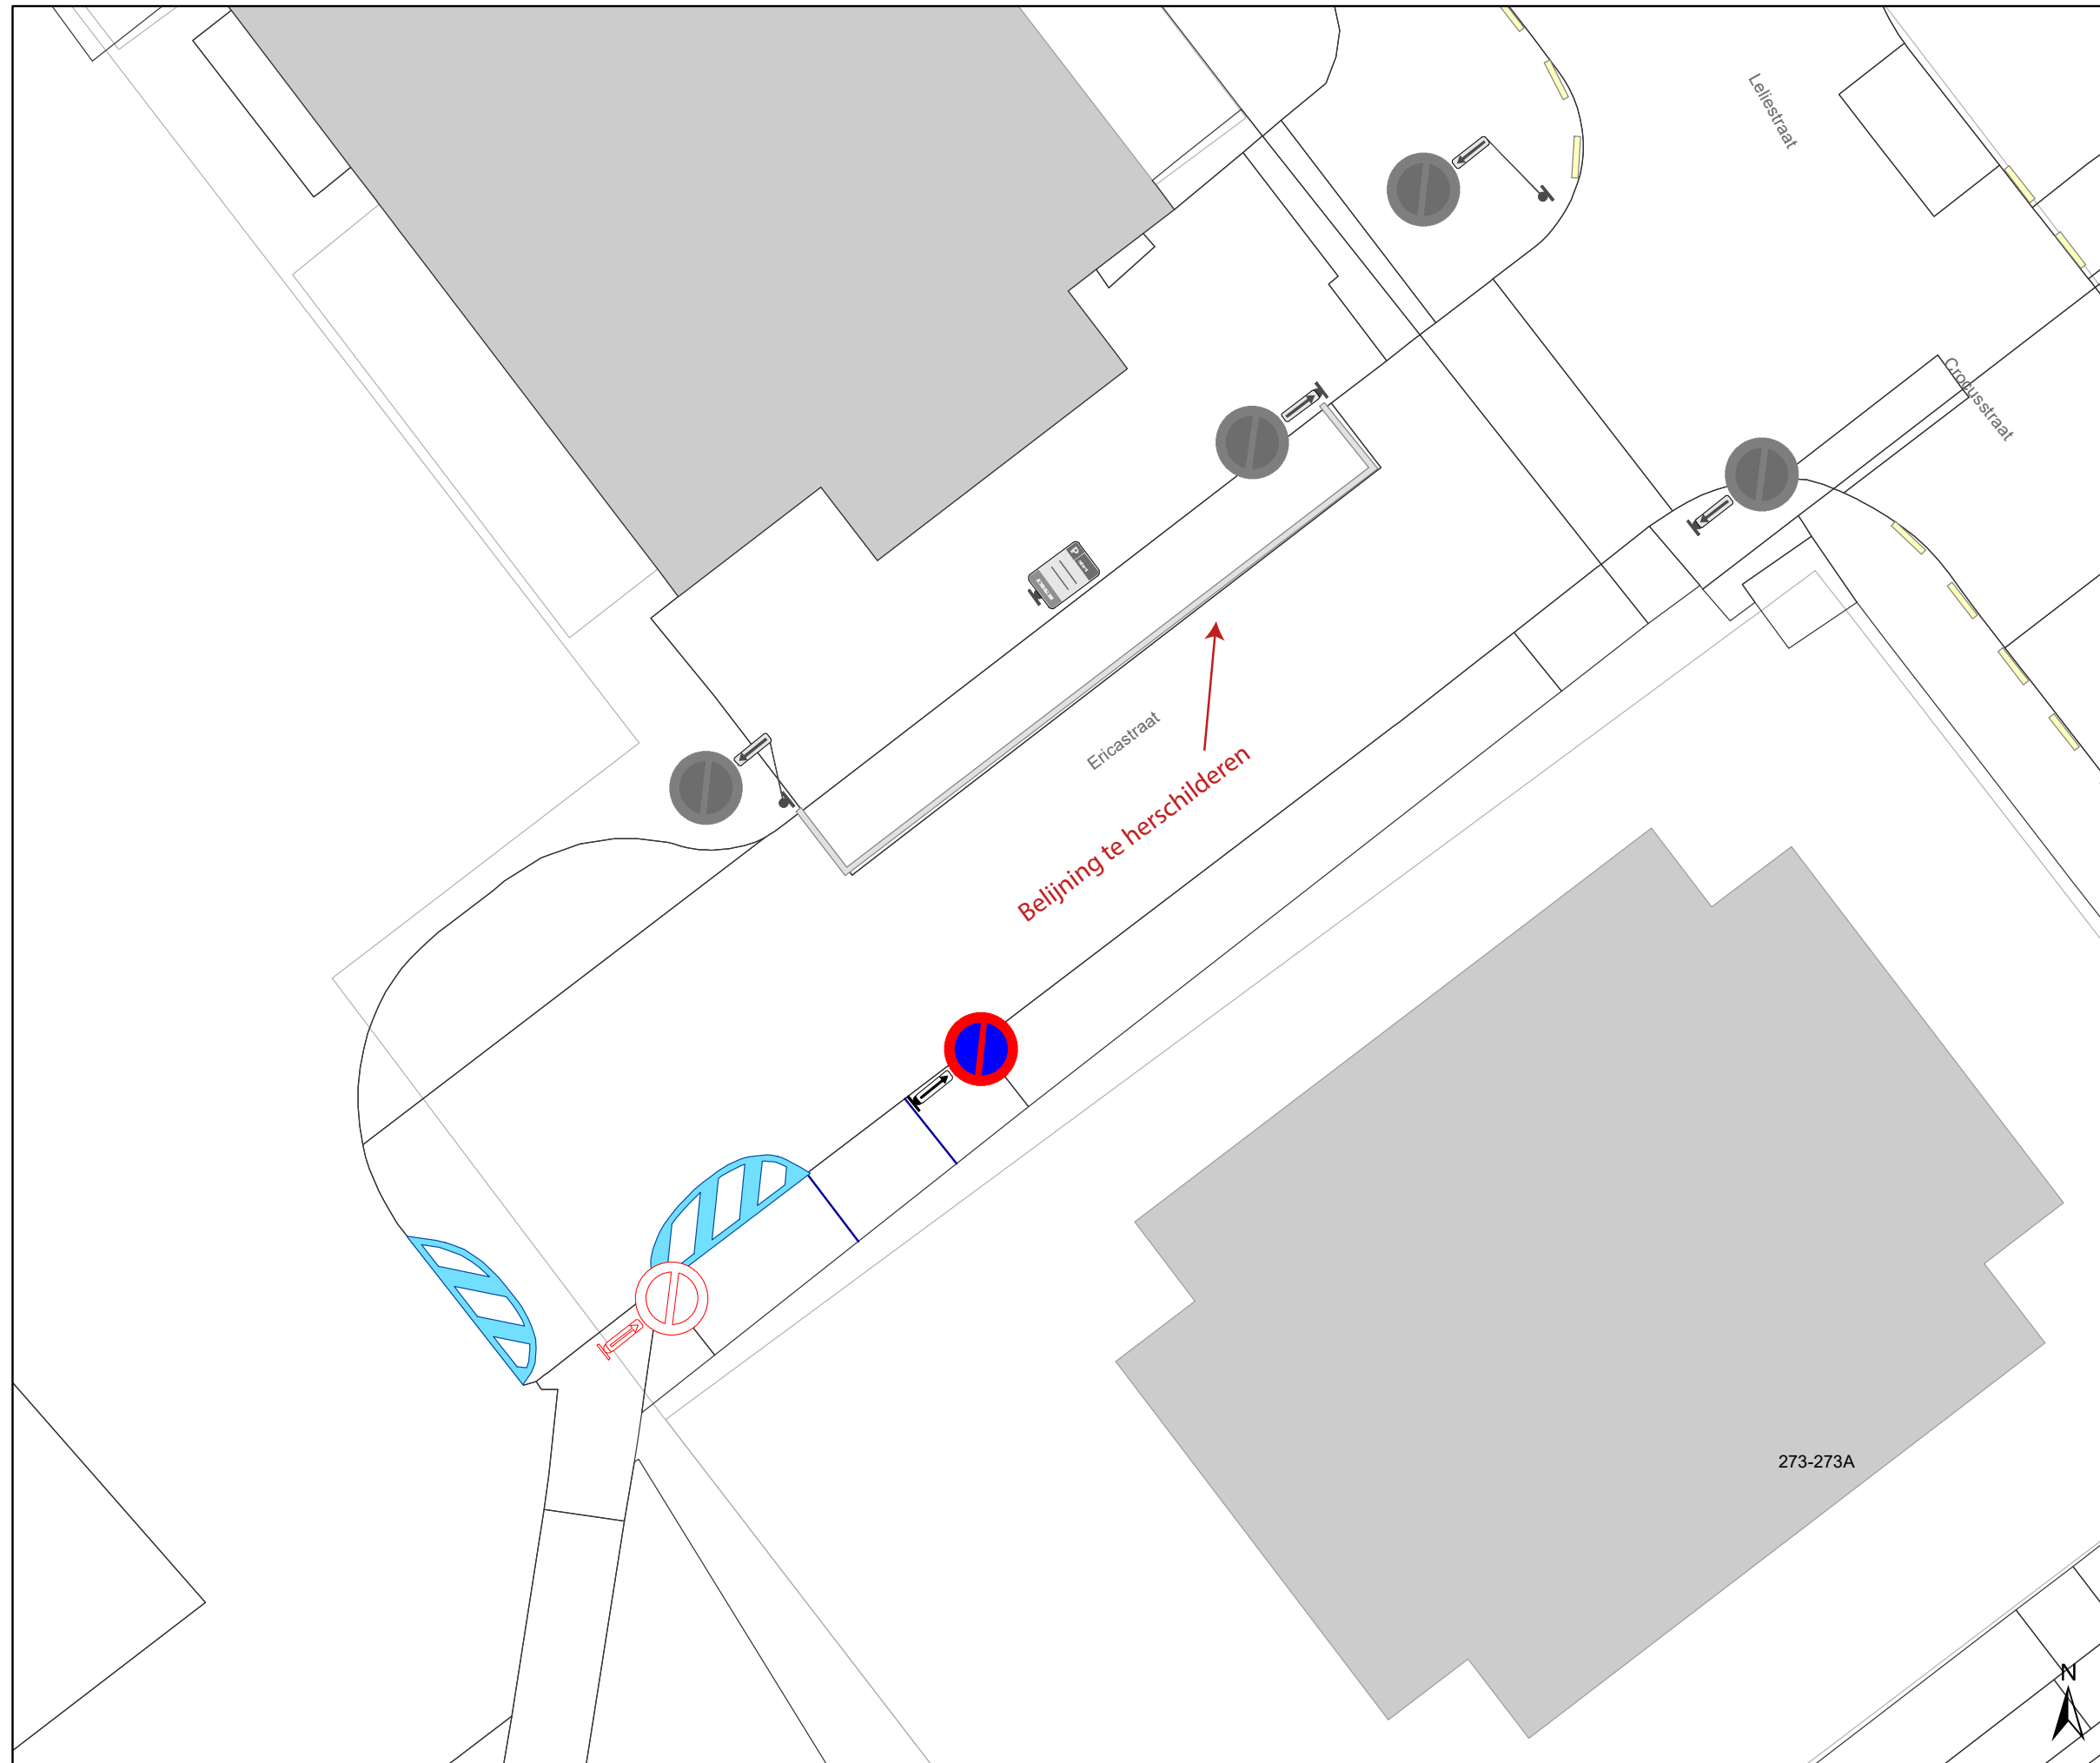 Leliestraat
Crocusstraat
P
Ericastraat
Belijning te herschilderen
273-273A
N